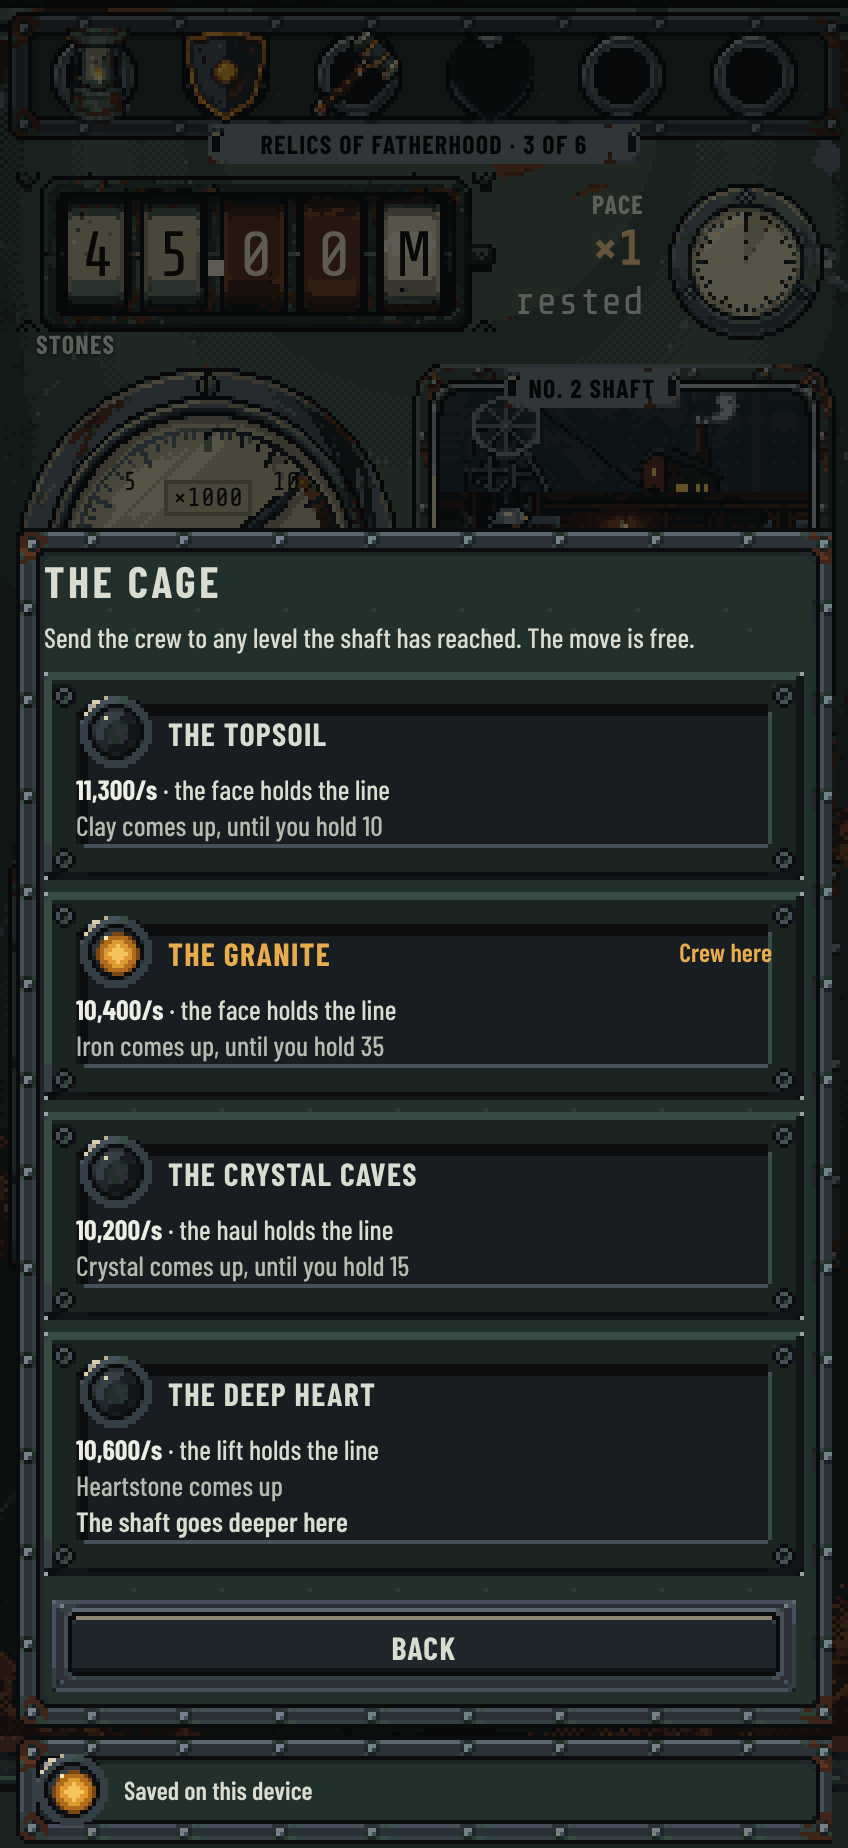 RELICS OF FATHERHOOD · 3 OF 6
45.00M
PACE
×1
rested
STONES
NO. 2 SHAFT
5
10
×1000
THE CAGE
Send the crew to any level the shaft has reached. The move is free.
THE TOPSOIL
11,300/s · the face holds the line
Clay comes up, until you hold 10
THE GRANITE
Crew here
10,400/s · the face holds the line
Iron comes up, until you hold 35
THE CRYSTAL CAVES
10,200/s · the haul holds the line
Crystal comes up, until you hold 15
THE DEEP HEART
10,600/s · the lift holds the line
Heartstone comes up
The shaft goes deeper here
BACK
Saved on this device